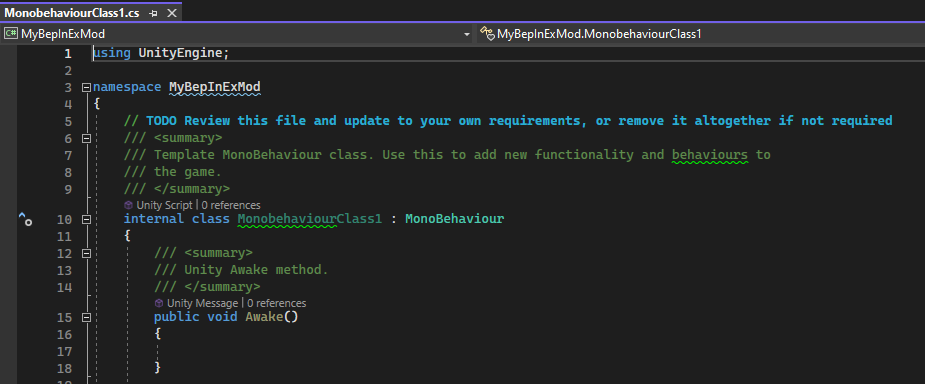 MonobehaviourClass1.cs
C# MyBepInExMod MyBepInExMod.MonobehaviourClass1
1 using UnityEngine;
2
3 namespace MyBepInExMod
4 {
5 // TODO Review this file and update to your own requirements, or remove it altogether if not required
6 /// <summary>
7 /// Template MonoBehaviour class. Use this to add new functionality and behaviours to
8 /// the game.
9 /// </summary>
Unity Script | 0 references
10 internal class MonobehaviourClass1 : MonoBehaviour
11 {
12 /// <summary>
13 /// Unity Awake method.
14 /// </summary>
Unity Message | 0 references
15 public void Awake()
16 {
17
18 }